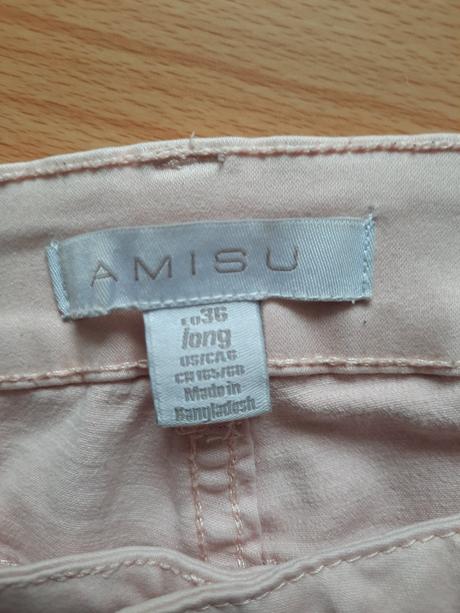 AMISU
EU36
long
US/CA6
CN165/68
Made in
Bangladesh